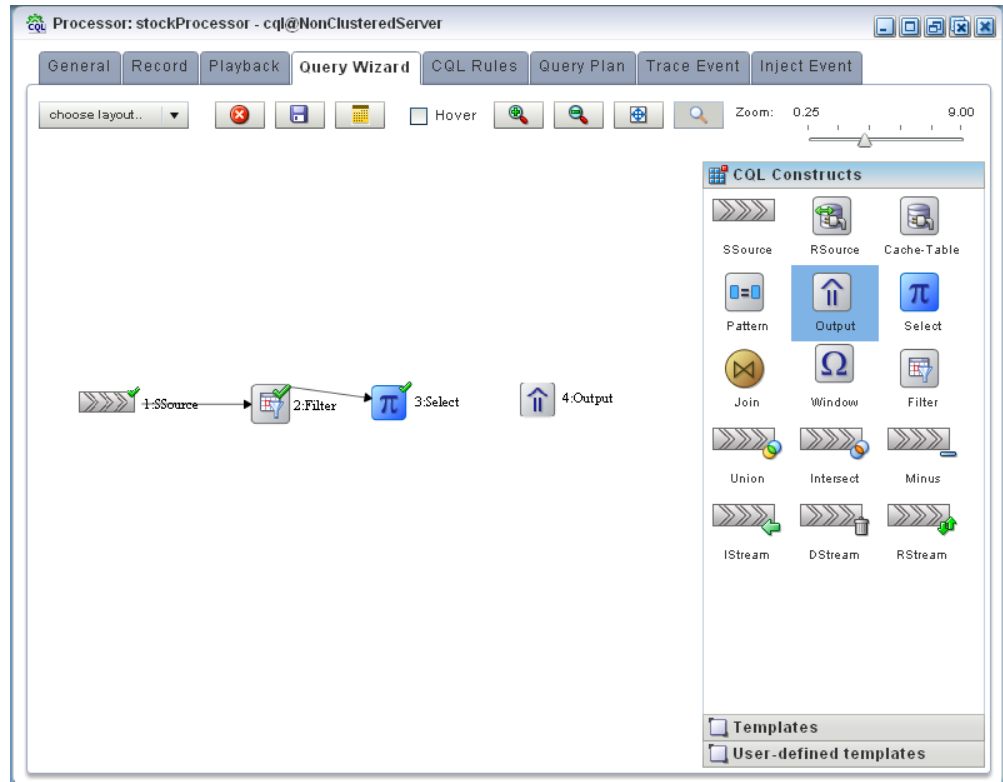 Processor: stockProcessor - cql@NonClusteredServer
General Record Playback Query Wizard CQL Rules Query Plan Trace Event Inject Event
choose layout.. Hover Zoom: 0.25 9.00
CQL Constructs
SSource RSource Cache-Table
Pattern Output Select
Join Window Filter
Union Intersect Minus
IStream DStream RStream
1:SSource 2:Filter 3:Select 4:Output
Templates
User-defined templates